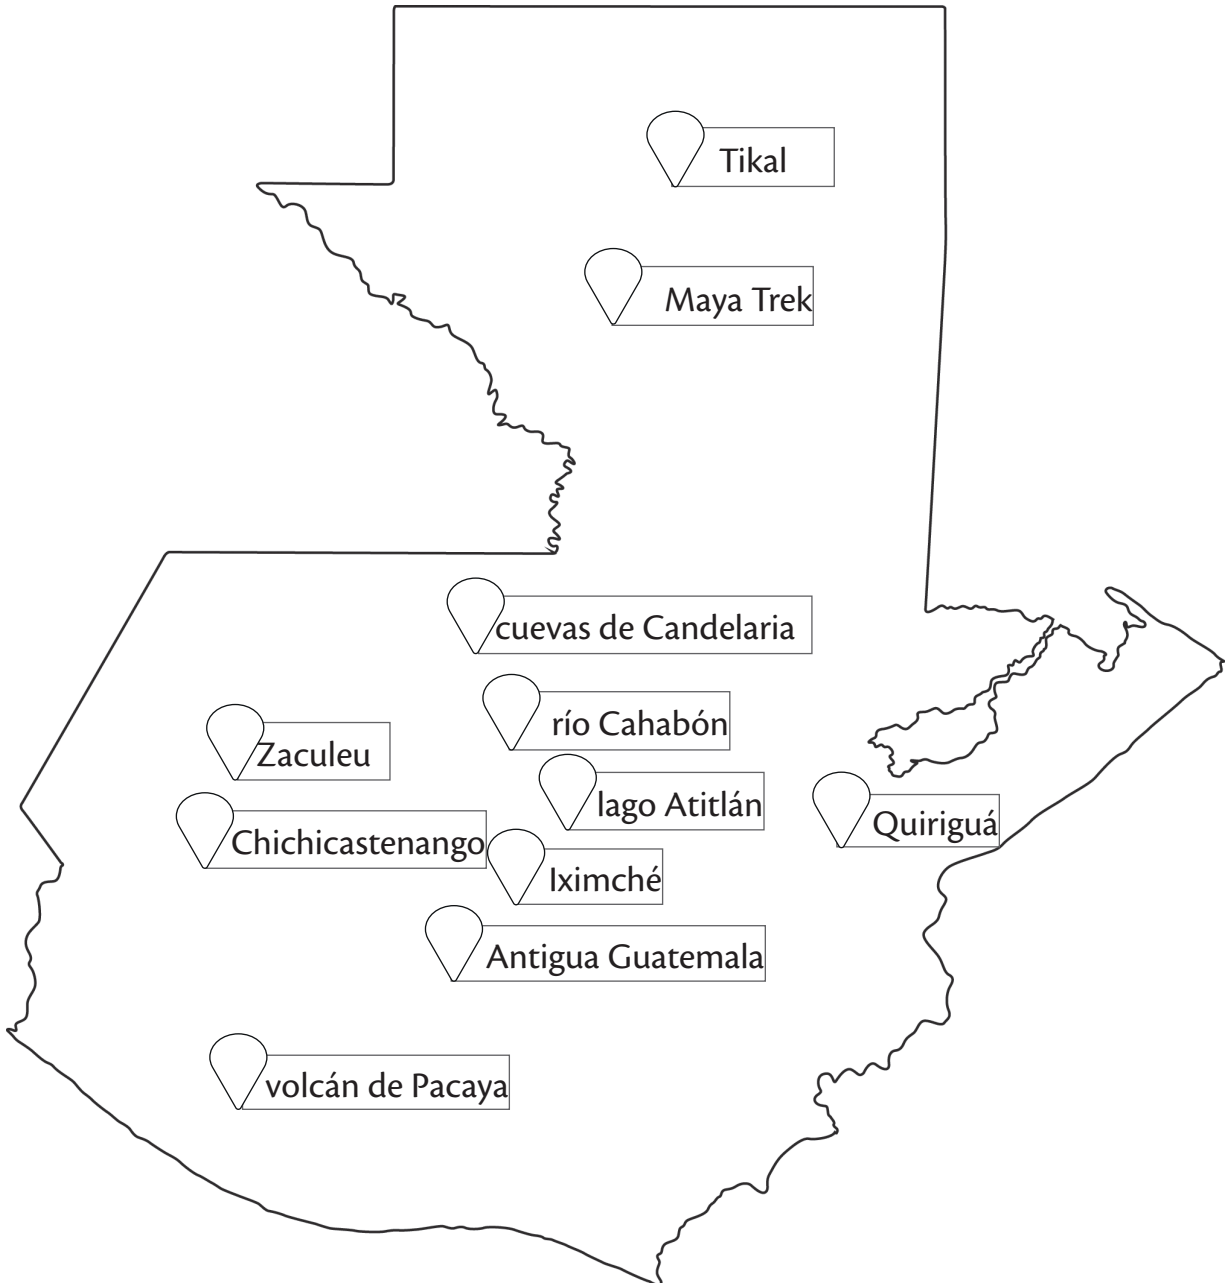 Tikal
Maya Trek
cuevas de Candelaria
río Cahabón
Zaculeu
lago Atitlán
Quiriguá
Chichicastenango
Iximché
Antigua Guatemala
volcán de Pacaya